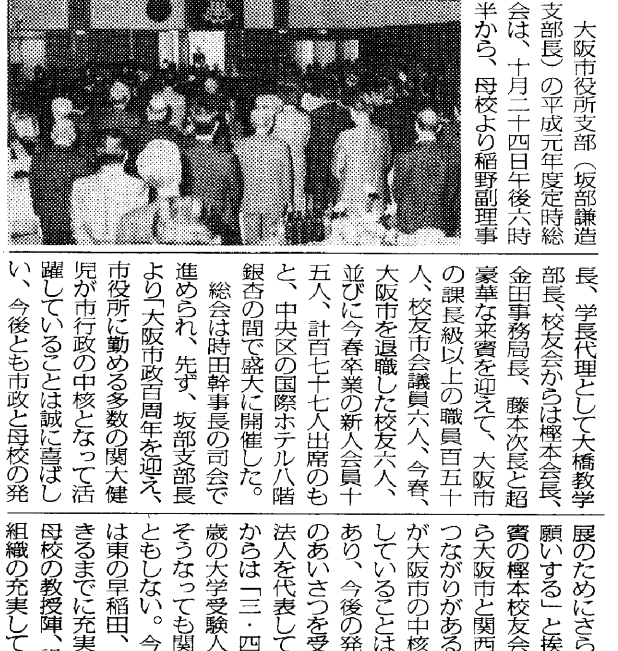 大阪市役所支部(坂部謙造
支部長)の平成元年度定時総
会は、十月二十四日午後六時
半から、母校より稲野副理事
長、学長代理として大橋教学
部長、校友会からは樫本会長、
金田事務局長、藤本次長と超
豪華な来賓を迎えて、大阪市
の課長級以上の職員百五十
人、校友市会議員六人、今春、
大阪市を退職した校友六人、
並びに今春卒業の新人会員十
五人、計百七十七人出席のも
と、中央区の国際ホテル八階
銀杏の間で盛大に開催した。
総会は時田幹事長の司会で
進められ、先ず、坂部支部長
より「大阪市政百周年を迎え、
市役所に勤める多数の関大健
児が市行政の中核となって活
躍していることは誠に喜ばし
い、今後とも市政と母校の発
展のためにさら
願いする」と挨
賓の樫本校友会
ら大阪市と関西
つながりがある
が大阪市の中核
していることは
あり、今後の発
のあいさつを受
法人を代表して
からは「三・四
歳の大学受験人
そうなっても関
ともしない。今
は東の早稲田、
きるまでに充実
母校の教授陣、
組織の充実して